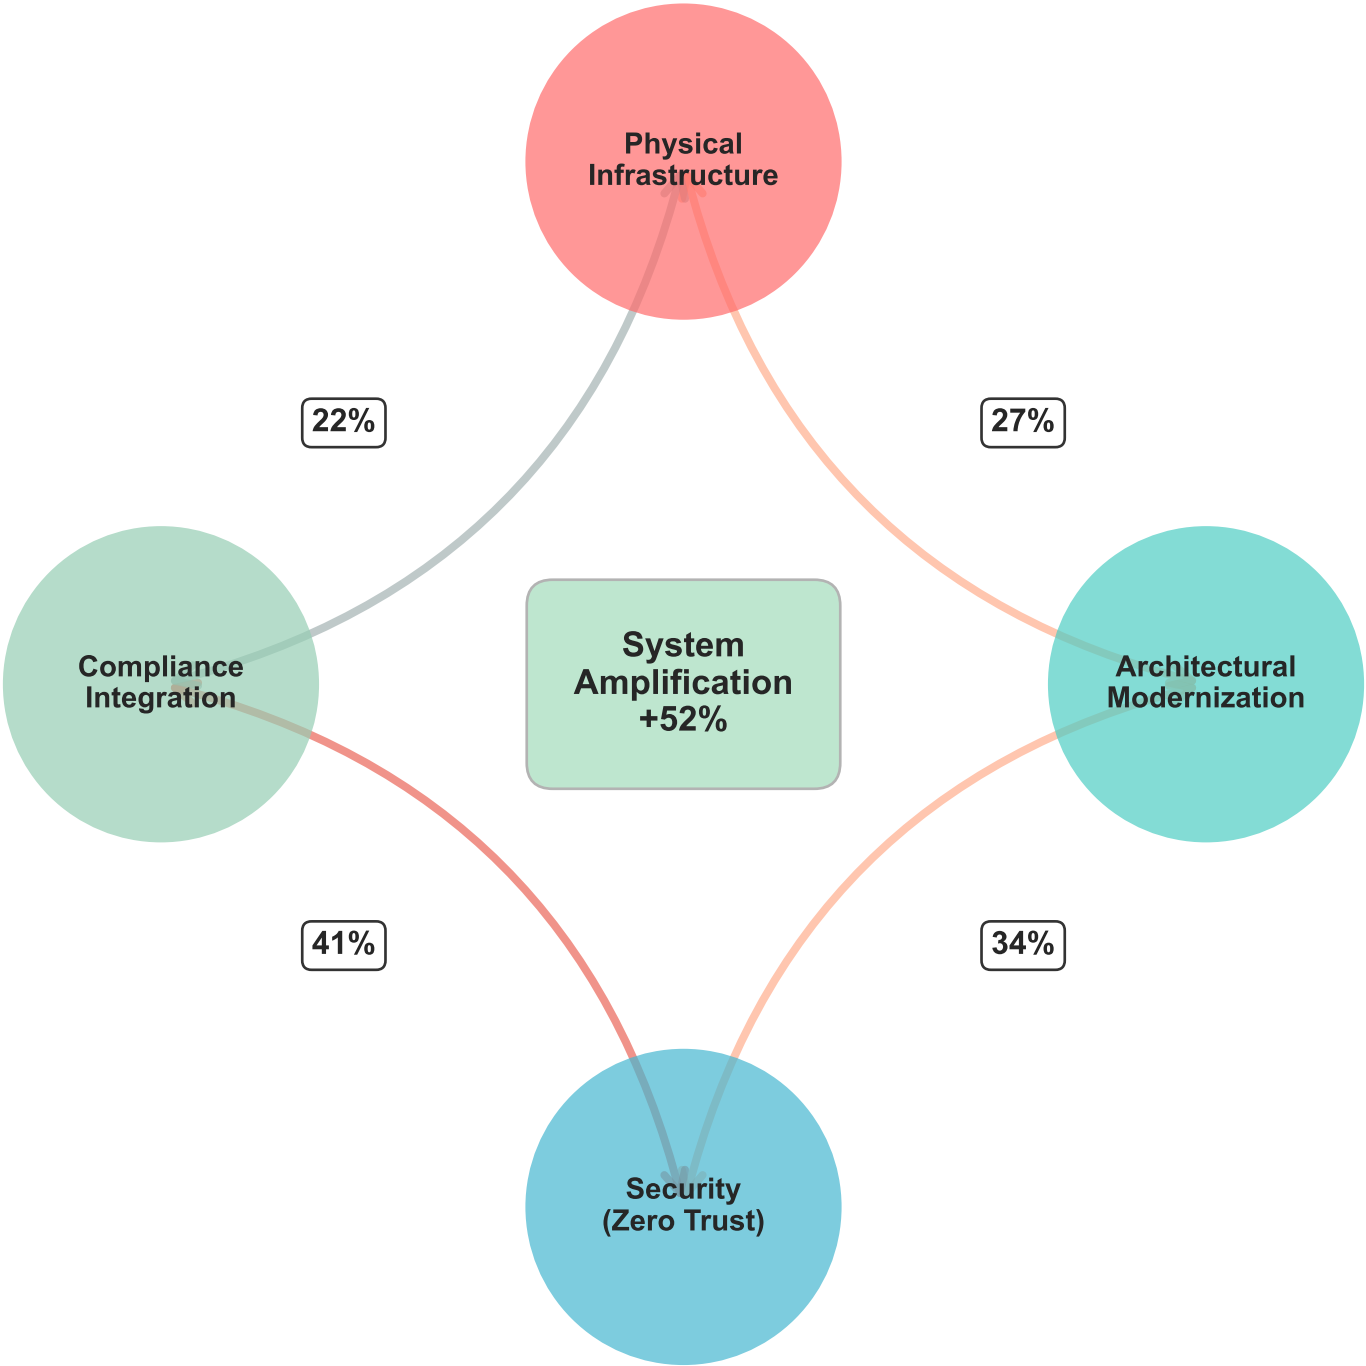 Physical
Infrastructure
22%
27%
Compliance
Integration
System
Amplification
+52%
Architectural
Modernization
41%
34%
Security
(Zero Trust)